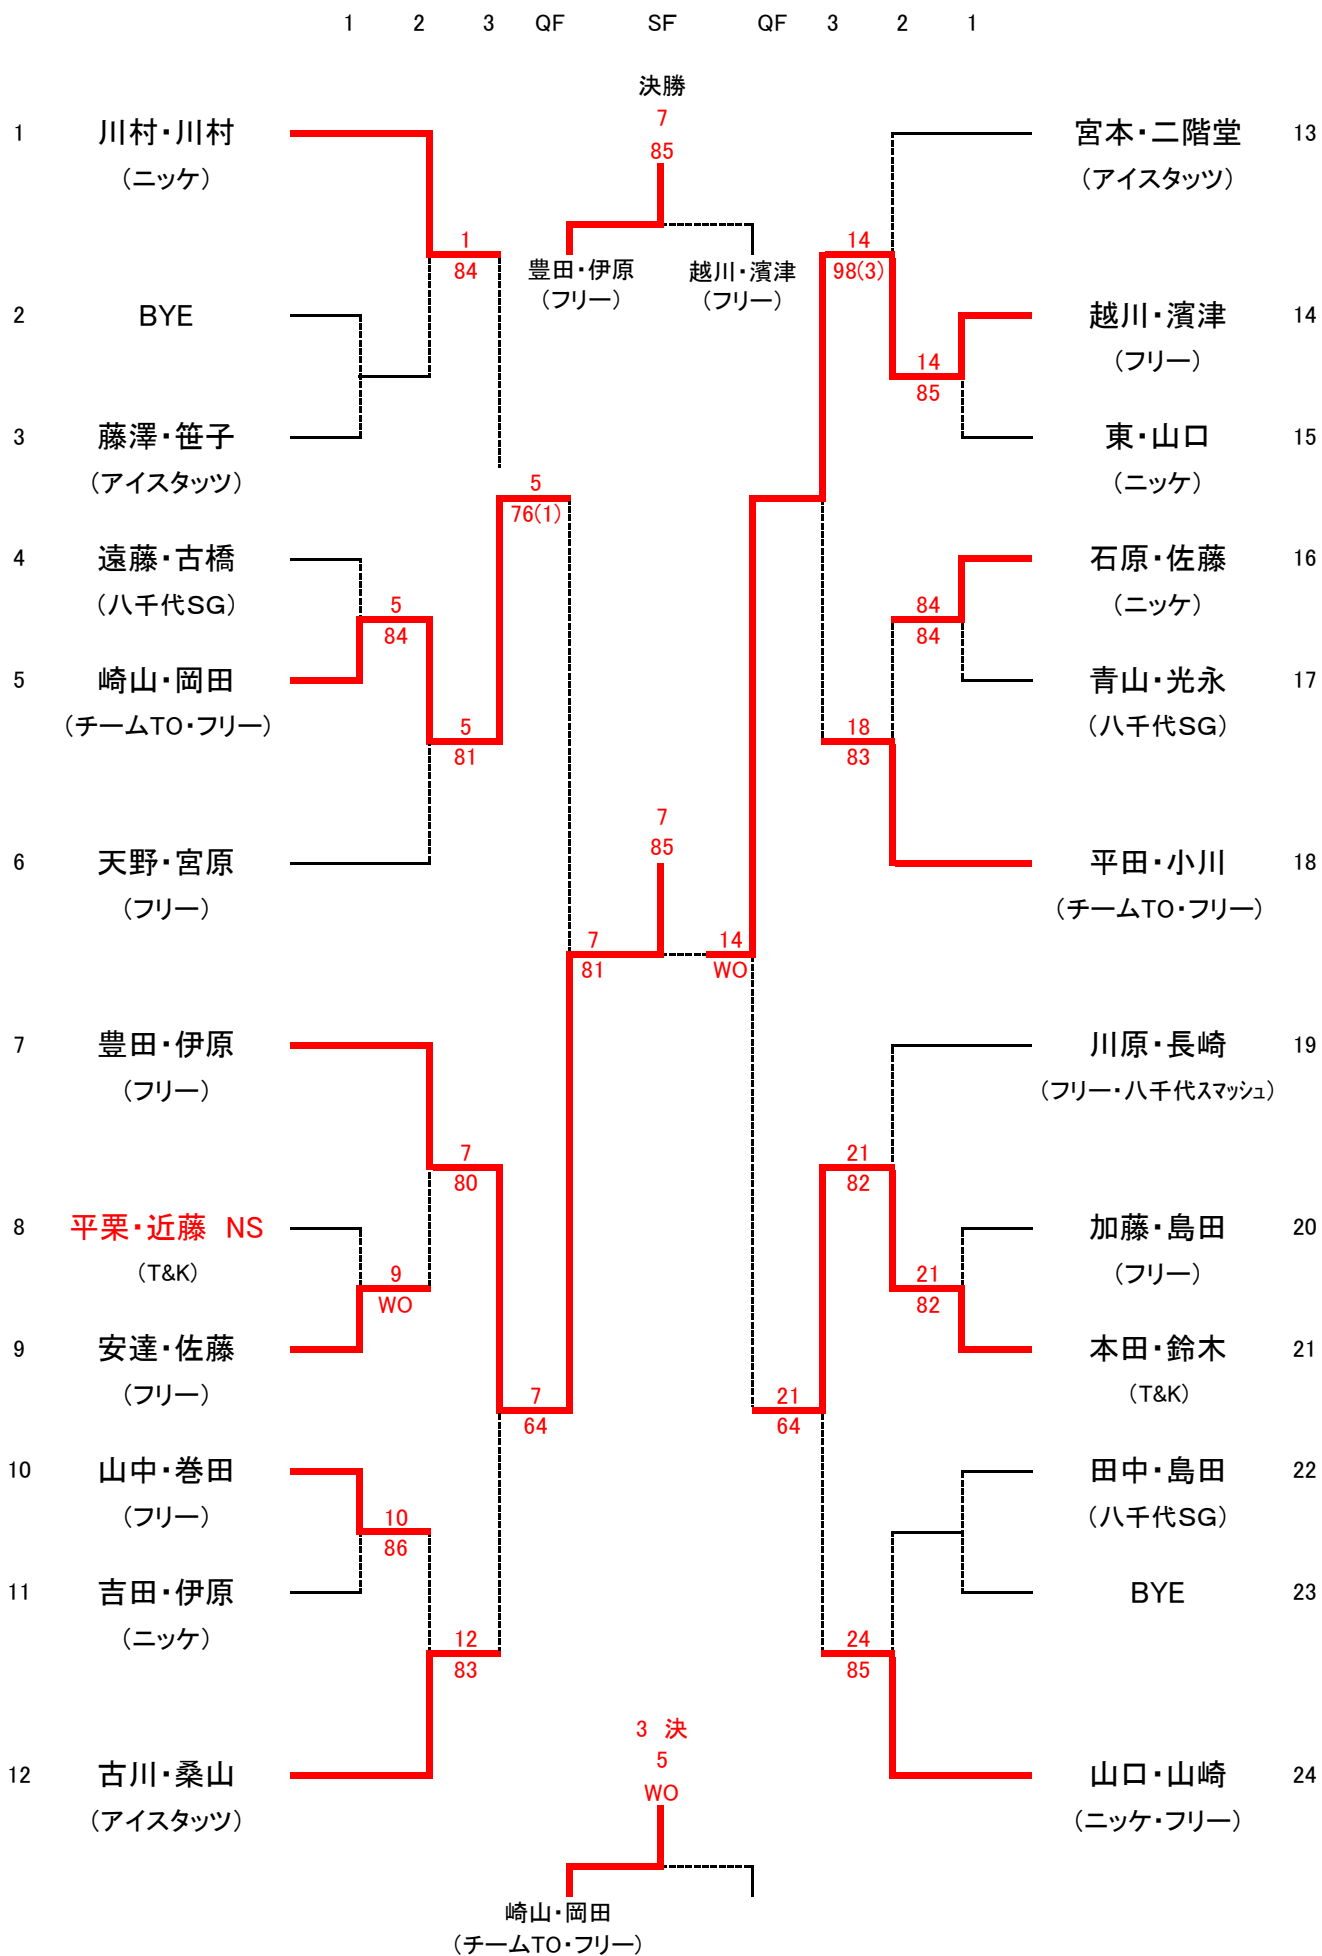 1 2 3 QF SF QF 3 2 1
決勝
7
85
豊田・伊原
(フリー)
越川・濱津
(フリー)
1 川村・川村
(ニッケ)
1
84
2 BYE
3 藤澤・笹子
(アイスタッツ)
5
76(1)
4 遠藤・古橋
(八千代SG)
5
84
5 崎山・岡田
(チームTO・フリー)
5
81
6 天野・宮原
(フリー)
7
85
7
81
14
WO
7 豊田・伊原
(フリー)
7
80
8 平栗・近藤 NS
(T&K)
9
WO
9 安達・佐藤
(フリー)
7
64
10 山中・巻田
(フリー)
10
86
11 吉田・伊原
(ニッケ)
12
83
12 古川・桑山
(アイスタッツ)
宮本・二階堂 13
(アイスタッツ)
14
98(3)
越川・濱津 14
(フリー)
14
85
東・山口 15
(ニッケ)
石原・佐藤 16
(ニッケ)
84
84
青山・光永 17
(八千代SG)
18
83
平田・小川 18
(チームTO・フリー)
川原・長崎 19
(フリー・八千代スマッシュ)
21
82
加藤・島田 20
(フリー)
21
82
本田・鈴木 21
(T&K)
21
64
田中・島田 22
(八千代SG)
BYE 23
24
85
山口・山崎 24
(ニッケ・フリー)
3 決
5
WO
崎山・岡田
(チームTO・フリー)